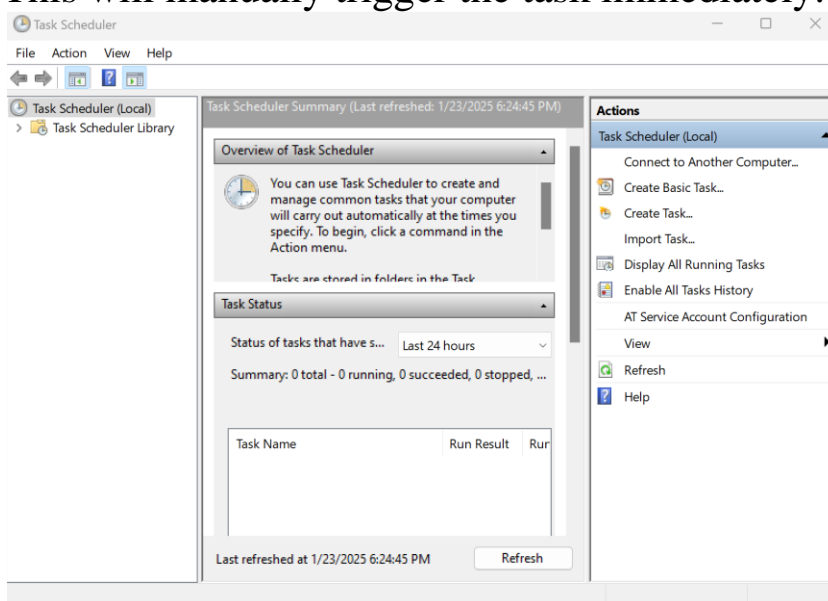 This will manually trigger the task immediately.
Task Scheduler
File Action View Help
Task Scheduler (Local)
Task Scheduler Library
Task Scheduler Summary (Last refreshed: 1/23/2025 6:24:45 PM)
Overview of Task Scheduler
You can use Task Scheduler to create and
manage common tasks that your computer
will carry out automatically at the times you
specify. To begin, click a command in the
Action menu.
Tasks are stored in folders in the Task
Task Status
Status of tasks that have s... Last 24 hours
Summary: 0 total - 0 running, 0 succeeded, 0 stopped, ...
Task Name Run Result Run
Last refreshed at 1/23/2025 6:24:45 PM Refresh
Actions
Task Scheduler (Local)
Connect to Another Computer...
Create Basic Task...
Create Task...
Import Task...
Display All Running Tasks
Enable All Tasks History
AT Service Account Configuration
View
Refresh
Help